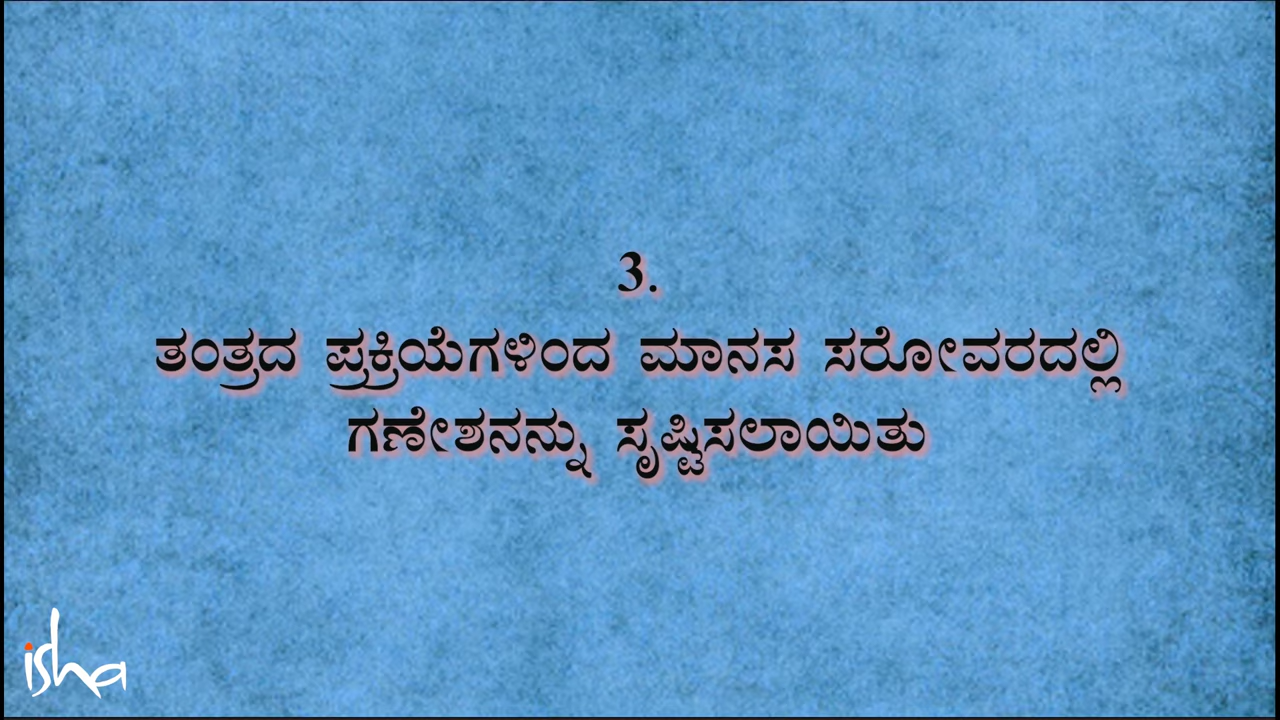 3.
ತಂತ್ರದ ಪ್ರಕ್ರಿಯೆಗಳಿಂದ ಮಾನಸ ಸರೋವರದಲ್ಲಿ
ಗಣೇಶನನ್ನು ಸೃಷ್ಟಿಸಲಾಯಿತು
isha